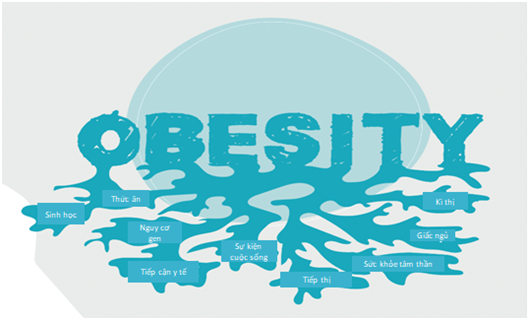 OBESITY
Thức ăn
Kì thị
Sinh học
Nguy cơ
gen
Giấc ngủ
Sự kiện
cuộc sống
Sức khỏe tâm thần
Tiếp cận y tế
Tiếp thị